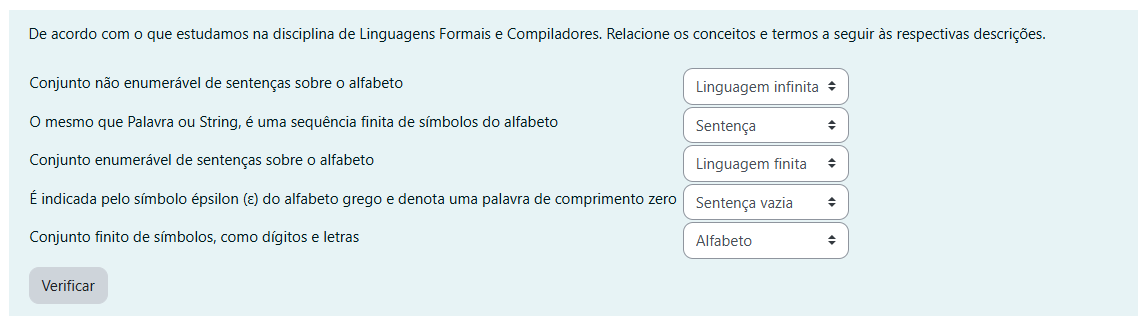 De acordo com o que estudamos na disciplina de Linguagens Formais e Compiladores. Relacione os conceitos e termos a seguir às respectivas descrições.
Conjunto não enumerável de sentenças sobre o alfabeto Linguagem infinita
O mesmo que Palavra ou String, é uma sequência finita de símbolos do alfabeto Sentença
Conjunto enumerável de sentenças sobre o alfabeto Linguagem finita
É indicada pelo símbolo épsilon (ε) do alfabeto grego e denota uma palavra de comprimento zero Sentença vazia
Conjunto finito de símbolos, como dígitos e letras Alfabeto
Verificar